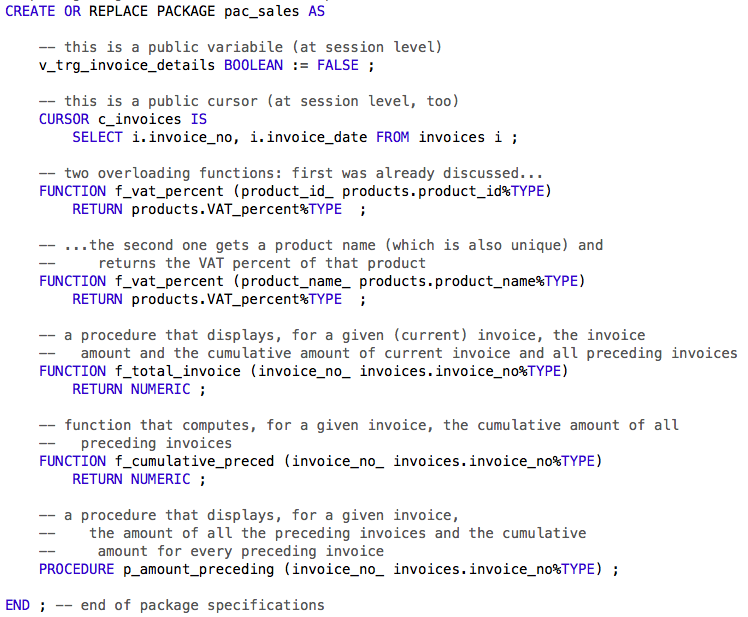 CREATE OR REPLACE PACKAGE pac_sales AS
-- this is a public variabile (at session level)
v_trg_invoice_details BOOLEAN := FALSE ;
-- this is a public cursor (at session level, too)
CURSOR c_invoices IS
SELECT i.invoice_no, i.invoice_date FROM invoices i ;
-- two overloading functions: first was already discussed...
FUNCTION f_vat_percent (product_id_ products.product_id%TYPE)
RETURN products.VAT_percent%TYPE ;
-- ...the second one gets a product name (which is also unique) and
-- returns the VAT percent of that product
FUNCTION f_vat_percent (product_name_ products.product_name%TYPE)
RETURN products.VAT_percent%TYPE ;
-- a procedure that displays, for a given (current) invoice, the invoice
-- amount and the cumulative amount of current invoice and all preceding invoices
FUNCTION f_total_invoice (invoice_no_ invoices.invoice_no%TYPE)
RETURN NUMERIC ;
-- function that computes, for a given invoice, the cumulative amount of all
-- preceding invoices
FUNCTION f_cumulative_preced (invoice_no_ invoices.invoice_no%TYPE)
RETURN NUMERIC ;
-- a procedure that displays, for a given invoice,
-- the amount of all the preceding invoices and the cumulative
-- amount for every preceding invoice
PROCEDURE p_amount_preceding (invoice_no_ invoices.invoice_no%TYPE) ;
END ; -- end of package specifications